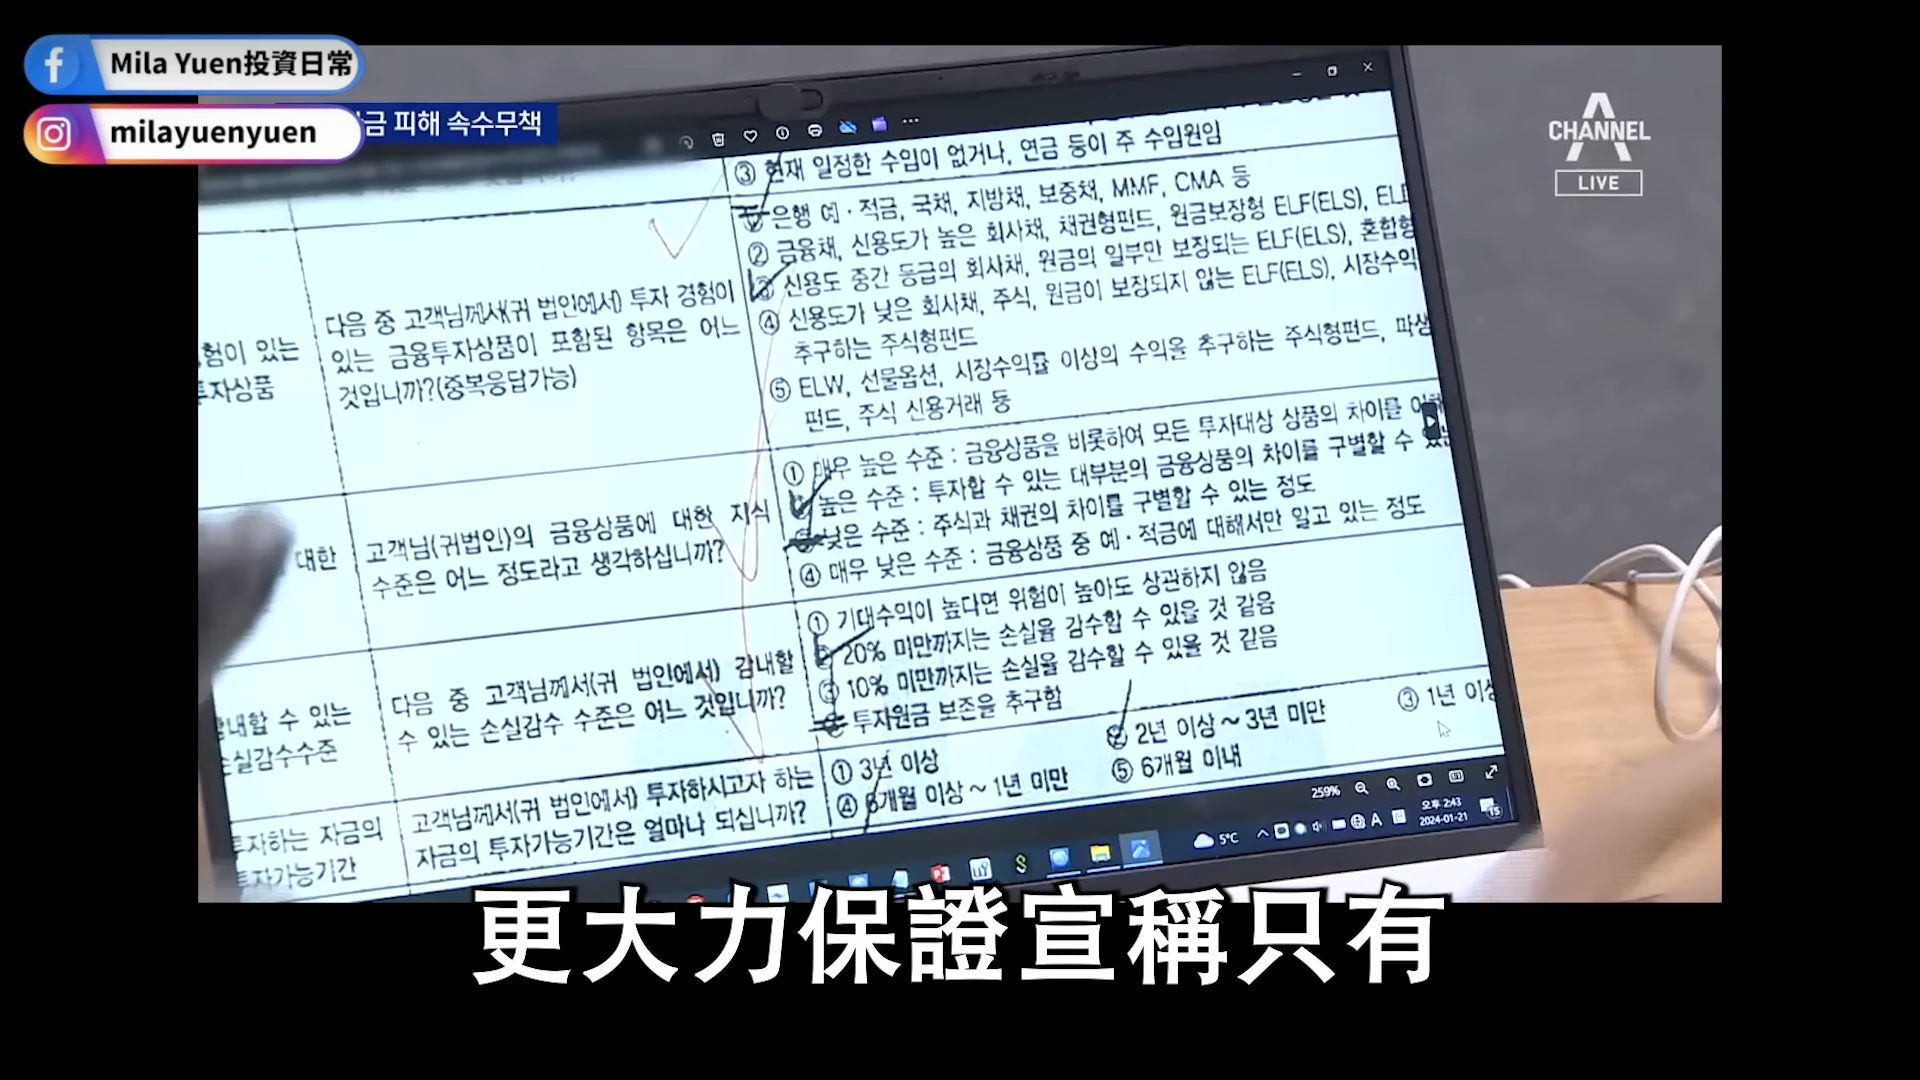 Mila Yuen投資日常
milayuenyuen
금 피해 속수무책
CHANNEL
LIVE
③ 현재 일정한 수입이 없거나, 연금 등이 주 수입원임
은행 예·적금, 국채, 지방채, 보증채, MMF, CMA 등
② 금융채, 신용도가 높은 회사채, 채권형펀드, 원금보장형 ELF(ELS),
신용도 중간 등급의 회사채, 원금의 일부만 보장되는 ELF(ELS), 혼합형
④ 신용도가 낮은 회사채, 주식, 원금이 보장되지 않는 ELF(ELS), 시장수익
추구하는 주식형펀드
⑤ ELW, 선물옵션, 시장수익률 이상의 수익을 추구하는 주식형펀드, 파생
펀드, 주식 신용거래 등
험이 있는
투자상품
다음 중 고객님께서(귀 법인에서) 투자 경험이
있는 금융투자상품이 포함된 항목은 어느
것입니까?(중복응답가능)
① 매우 높은 수준 : 금융상품을 비롯하여 모든 투자대상 상품의 차이를
높은 수준 : 투자할 수 있는 대부분의 금융상품의 차이를 구별할 수 있는
낮은 수준 : 주식과 채권의 차이를 구별할 수 있는 정도
④ 매우 낮은 수준 : 금융상품 중 예·적금에 대해서만 알고 있는 정도
대한
고객님(귀법인)의 금융상품에 대한 지식
수준은 어느 정도라고 생각하십니까?
① 기대수익이 높다면 위험이 높아도 상관하지 않음
20% 미만까지는 손실을 감수할 수 있을 것 같음
③ 10% 미만까지는 손실을 감수할 수 있을 것 같음
투자원금 보존을 추구함
감내할 수 있는
손실감수수준
다음 중 고객님께서(귀 법인에서) 감내할
수 있는 손실감수 수준은 어느 것입니까?
① 3년 이상 ② 2년 이상 ~ 3년 미만 ③ 1년 이상
④ 6개월 이상 ~ 1년 미만 ⑤ 6개월 이내
투자하는 자금의
투자가능기간
고객님께서(귀 법인에서) 투자하시고자 하는
자금의 투자가능기간은 얼마나 되십니까?
259%
5°C
A
오후 2:43
2024-01-21
15
更大力保證宣稱只有